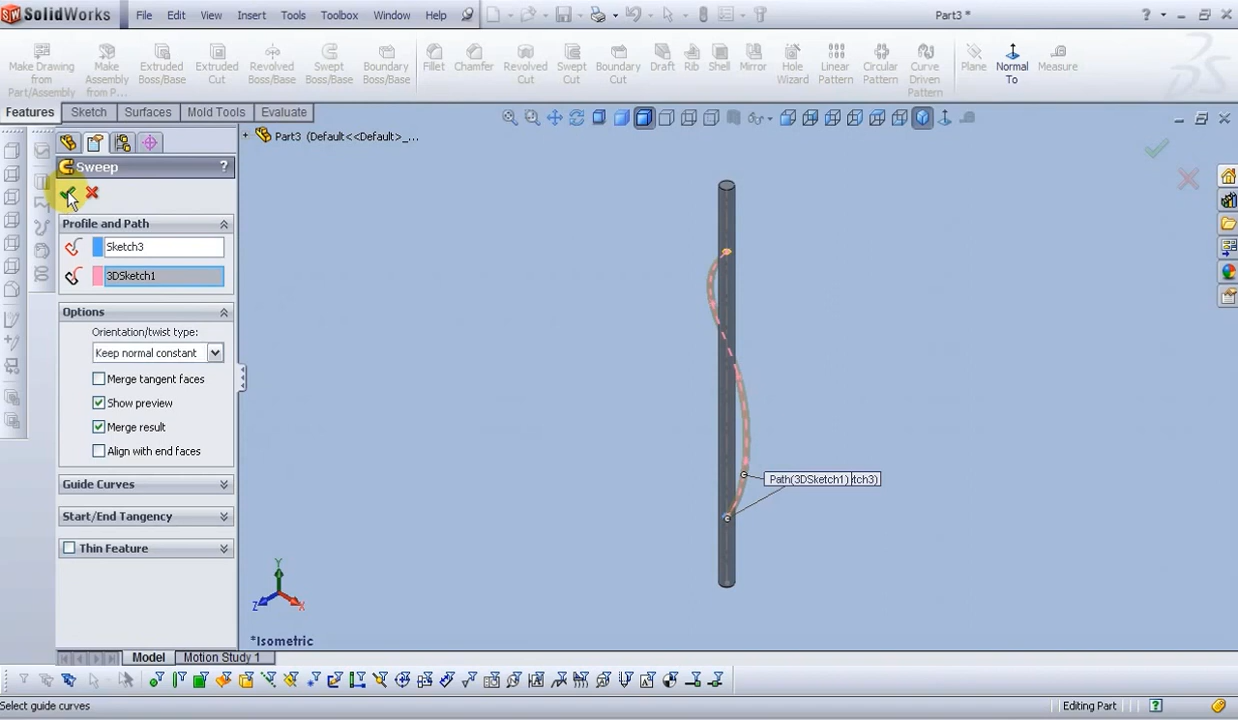 SolidWorks File Edit View Insert Tools Toolbox Window Help Part3 *
Make Drawing from Part/Assembly
Make Assembly from P...
Extruded Boss/Base
Extruded Cut
Revolved Boss/Base
Swept Boss/Base
Boundary Boss/Base
Fillet
Chamfer
Revolved Cut
Swept Cut
Boundary Cut
Draft
Rib
Shell
Mirror
Hole Wizard
Linear Pattern
Circular Pattern
Curve Driven Pattern
Plane
Normal To
Measure
Features Sketch Surfaces Mold Tools Evaluate
Part3 (Default<<Default>_...
Sweep ?
Profile and Path
Sketch3
3DSketch1
Options
Orientation/twist type:
Keep normal constant
Merge tangent faces
Show preview
Merge result
Align with end faces
Guide Curves
Start/End Tangency
Thin Feature
Path(3DSketch1) tch3)
Y
Z X
*Isometric
Model Motion Study 1
Select guide curves Editing Part ?